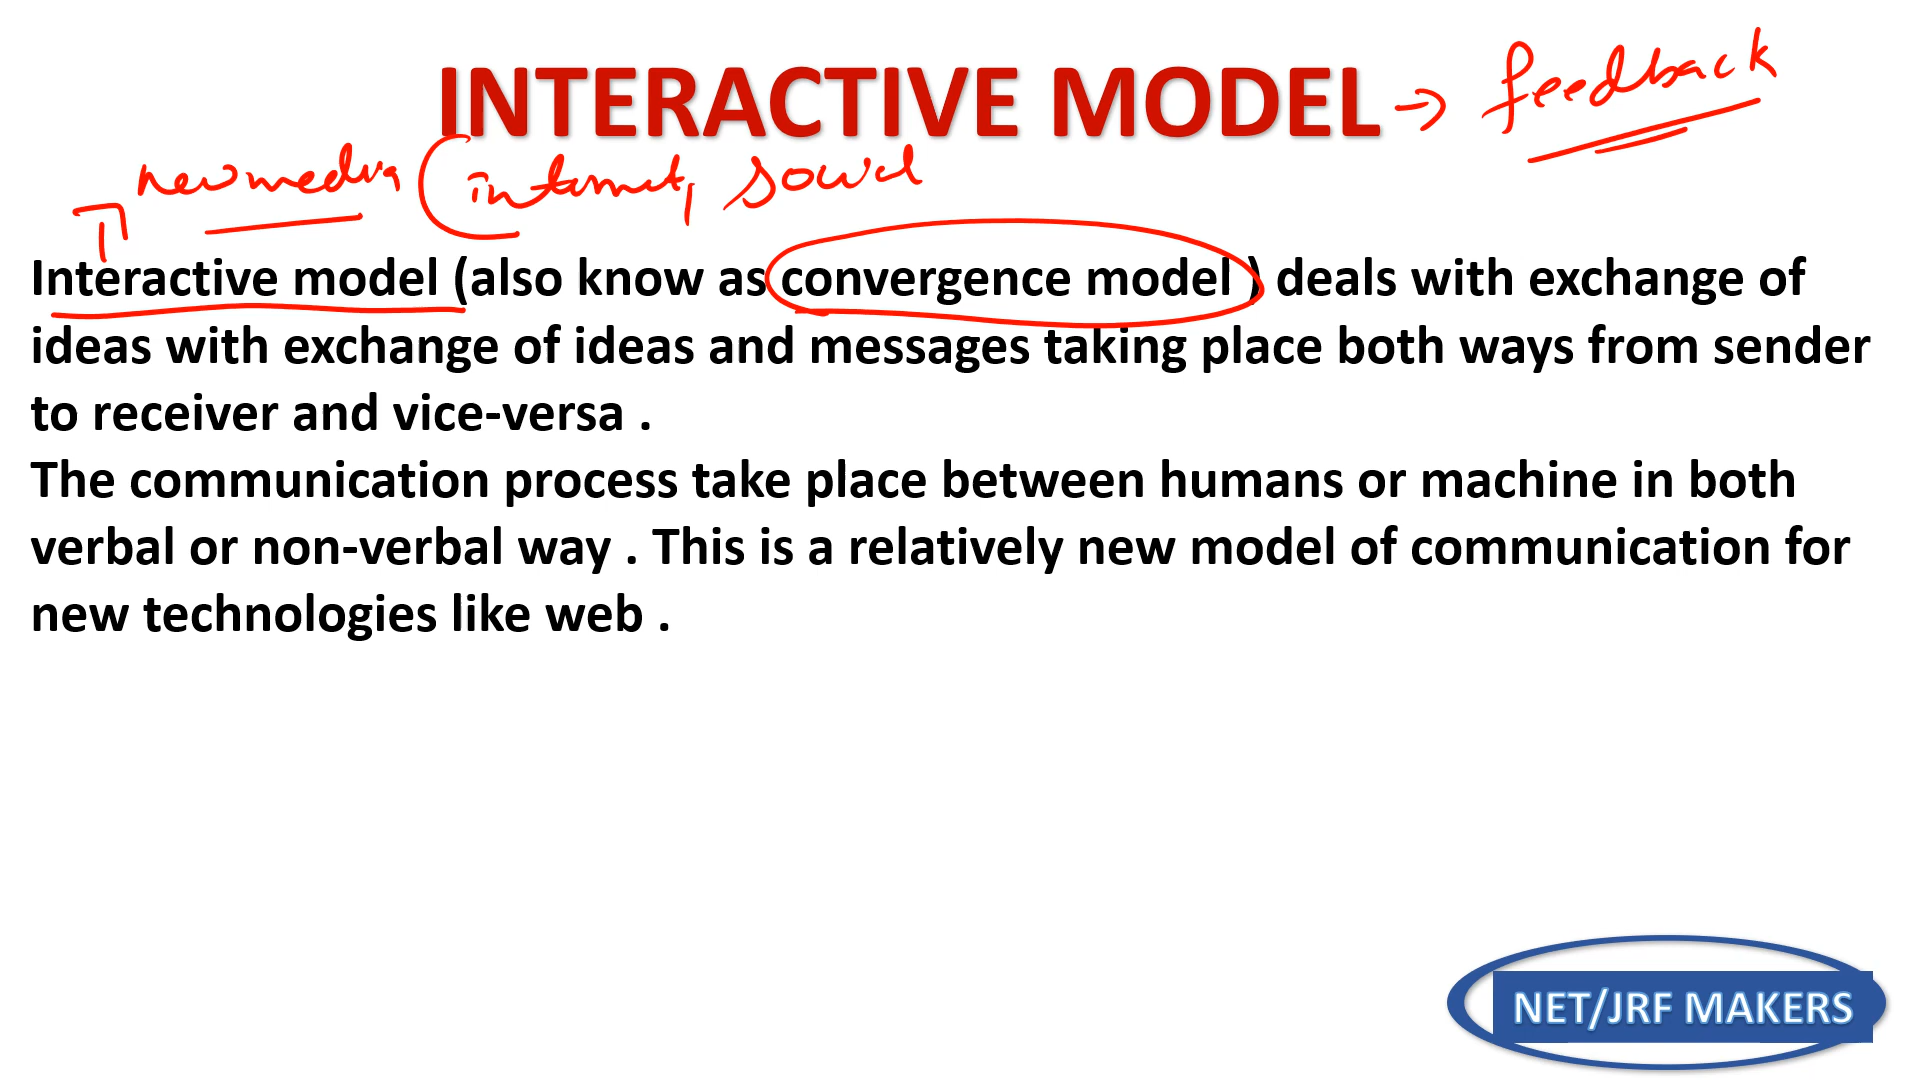 INTERACTIVE MODEL → feedback
new media (internet, social
Interactive model (also know as convergence model ) deals with exchange of
ideas with exchange of ideas and messages taking place both ways from sender
to receiver and vice-versa .
The communication process take place between humans or machine in both
verbal or non-verbal way . This is a relatively new model of communication for
new technologies like web .
NET/JRF MAKERS